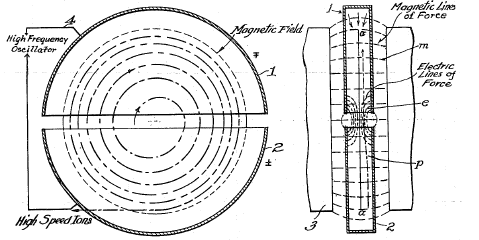 4
High Frequency
Oscillator
Magnetic Field
∓
1
2
±
High Speed Ions
1
a
Magnetic Lines
of Force
m
Electric
Lines of
Force
e
p
a
3
2